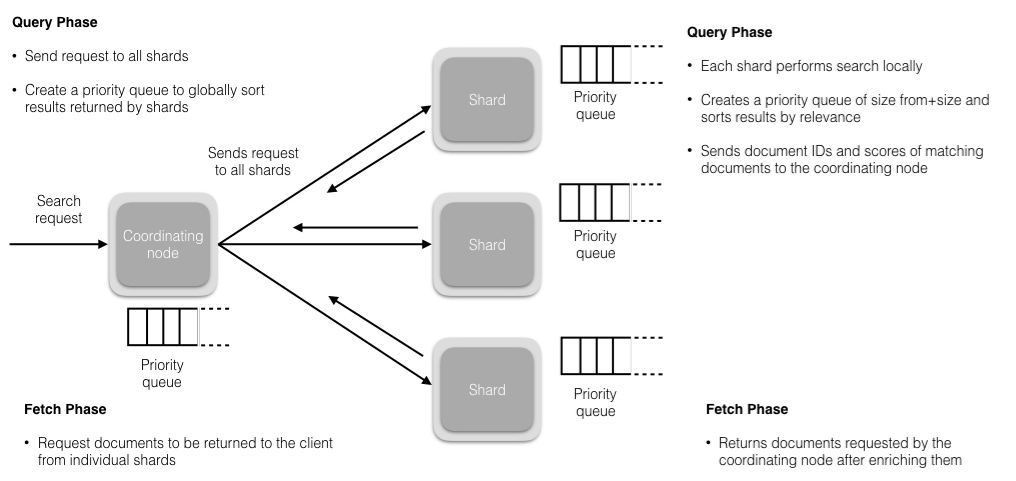 Query Phase
• Send request to all shards
• Create a priority queue to globally sort
results returned by shards
Search
request
Coordinating
node
Priority
queue
Sends request
to all shards
Shard
Priority
queue
Shard
Priority
queue
Shard
Priority
queue
Query Phase
• Each shard performs search locally
• Creates a priority queue of size from+size and
sorts results by relevance
• Sends document IDs and scores of matching
documents to the coordinating node
Fetch Phase
• Request documents to be returned to the client
from individual shards
Fetch Phase
• Returns documents requested by the
coordinating node after enriching them